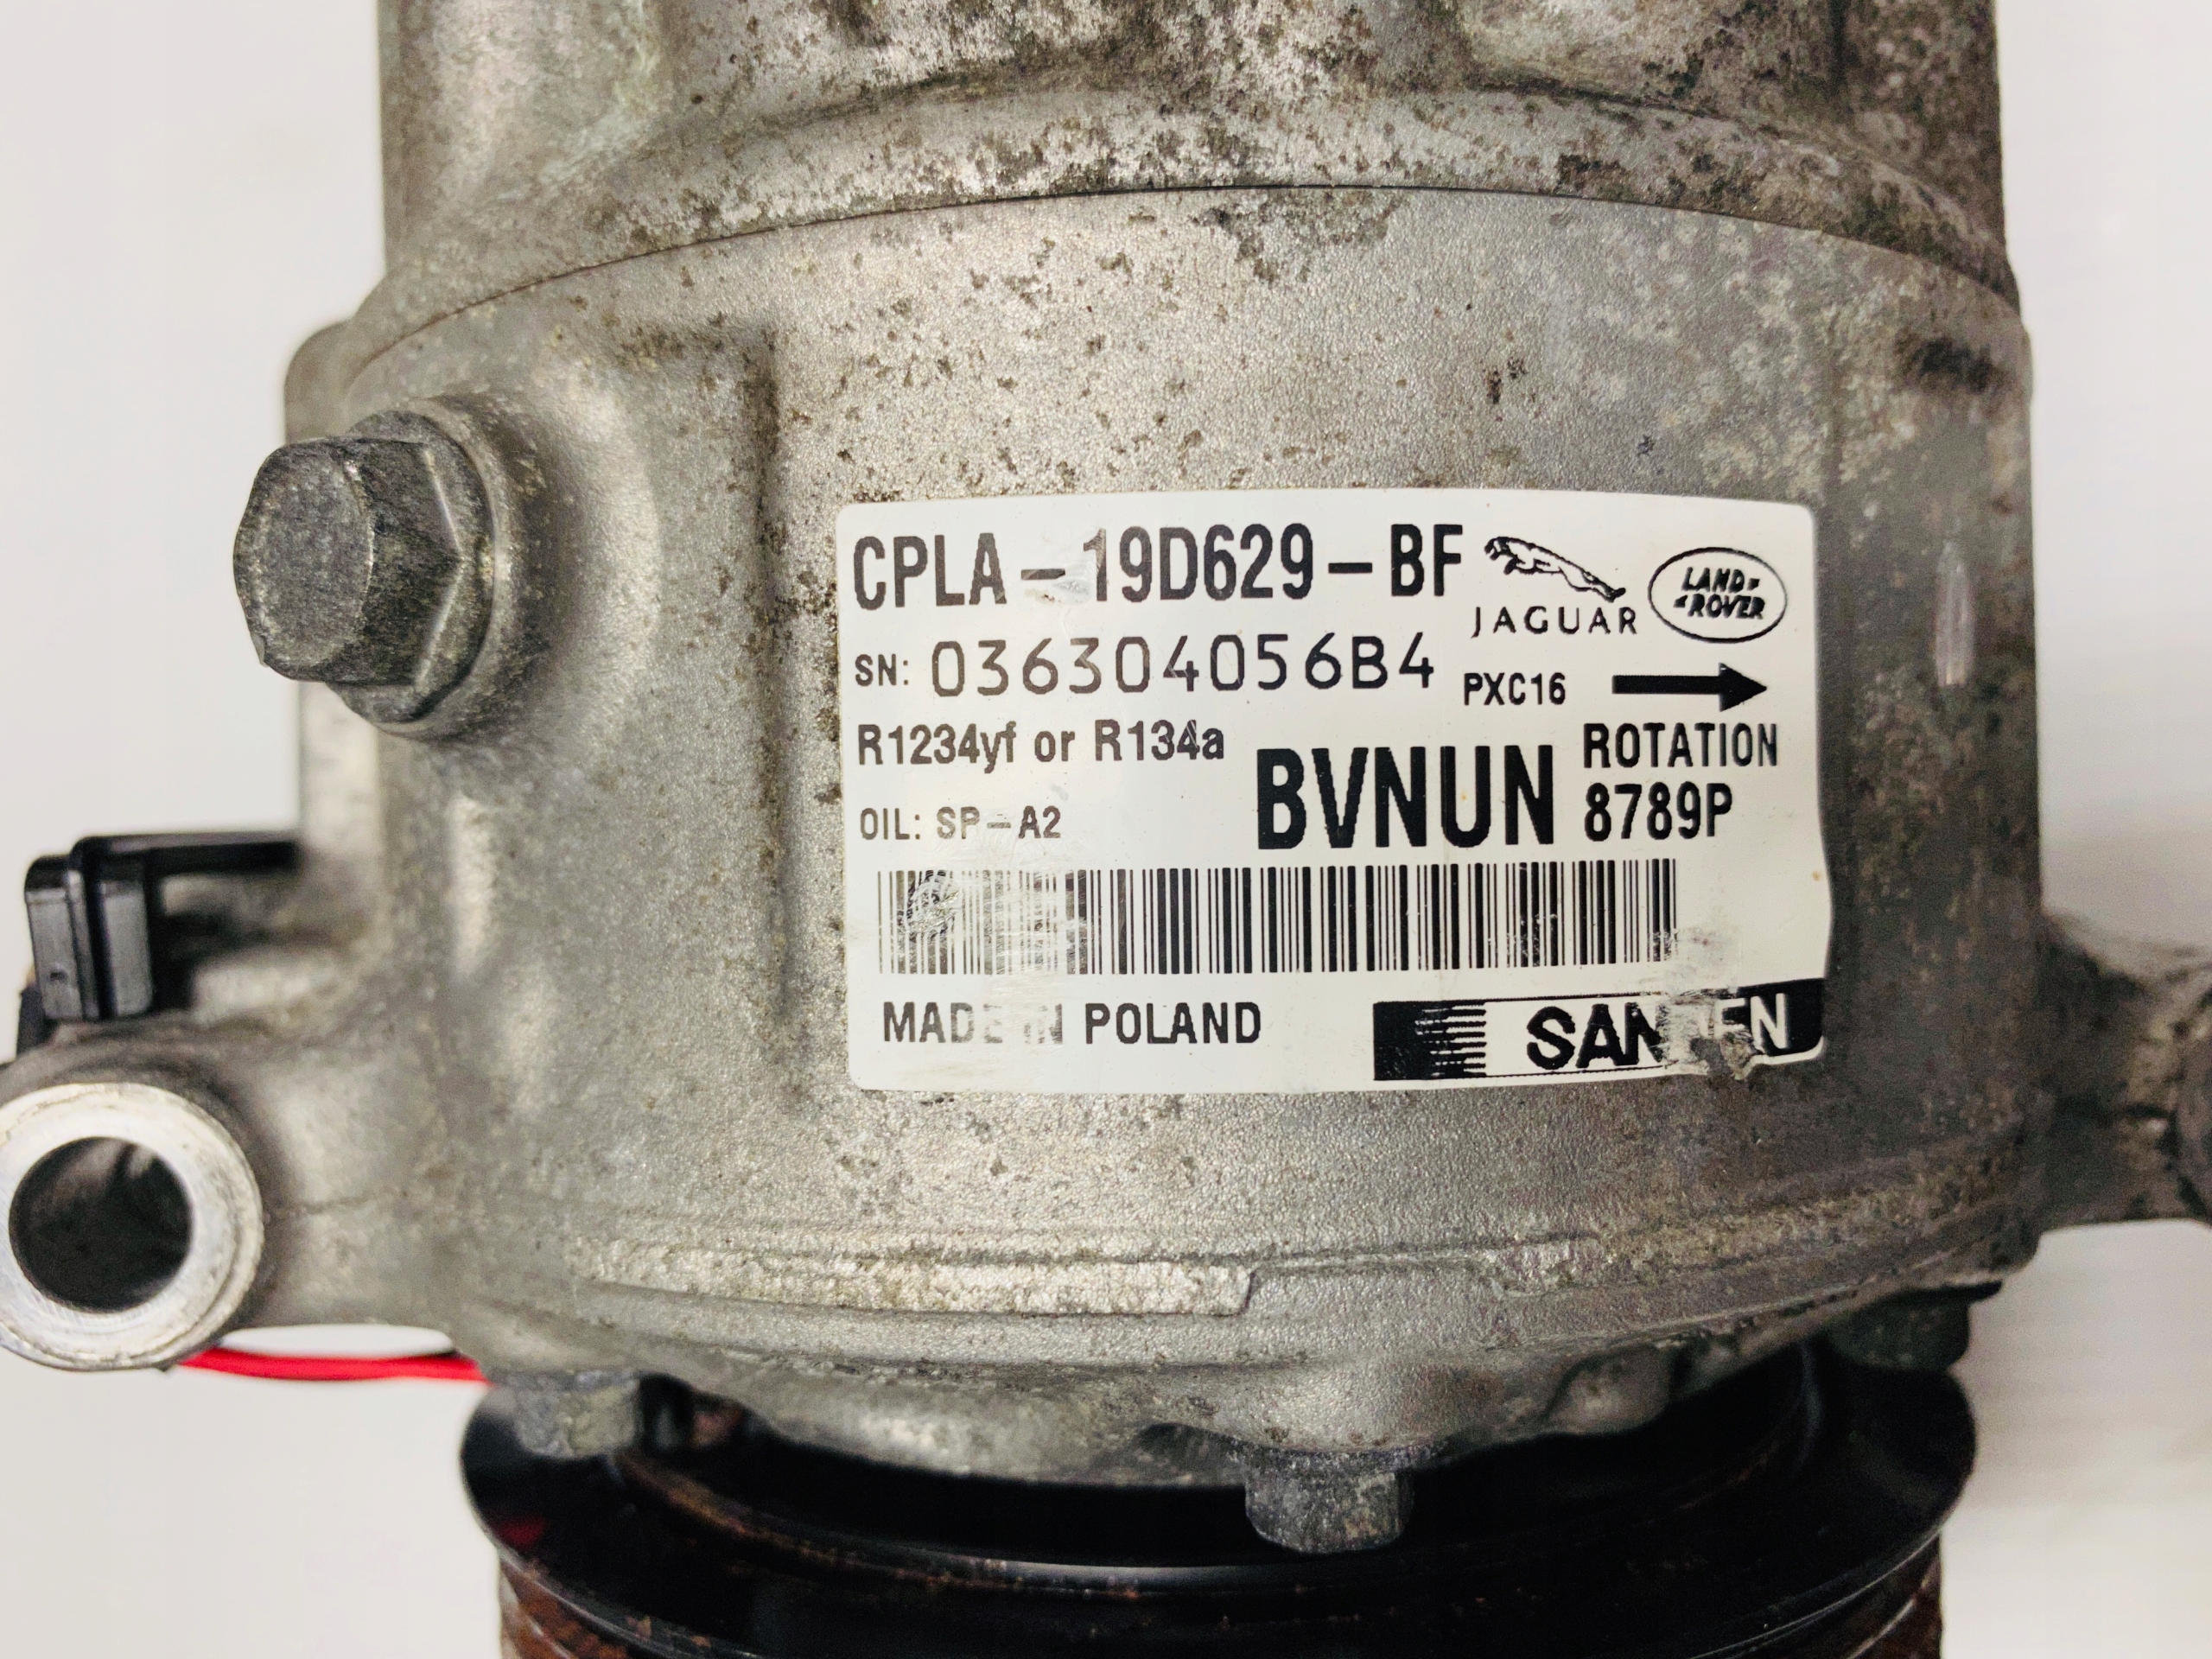 CPLA-19D629-BF
JAGUAR
LAND-
ROVER
SN: 036304056B4
PXC16
R1234yf or R134a
ROTATION
BVNUN
8789P
OIL: SP-A2
MADE IN POLAND
SANDEN